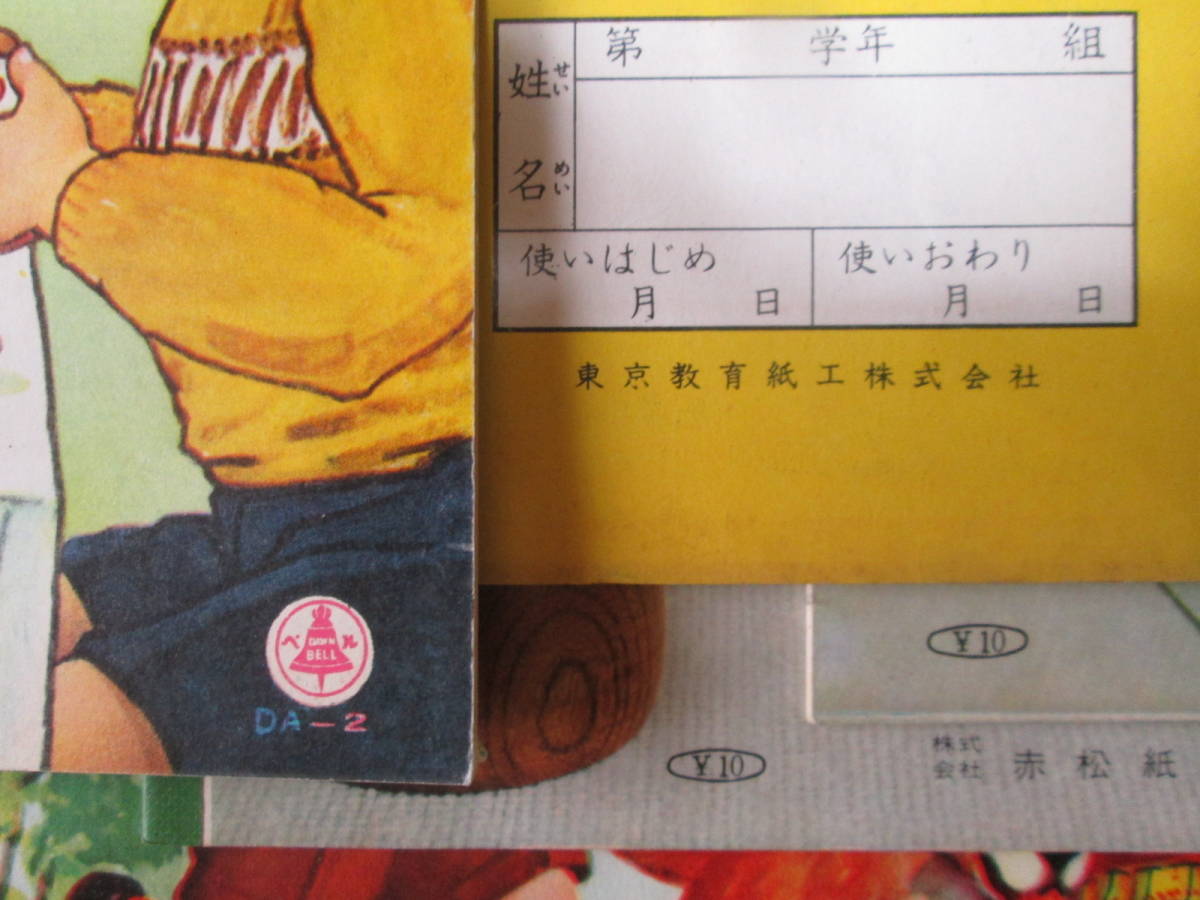 第 学年 組
姓名
せい
めい
使いはじめ
月 日
使いおわり
月 日
東京教育紙工株式会社
ベル
BELL
DA-2
¥10
¥10
株式会社 赤松紙